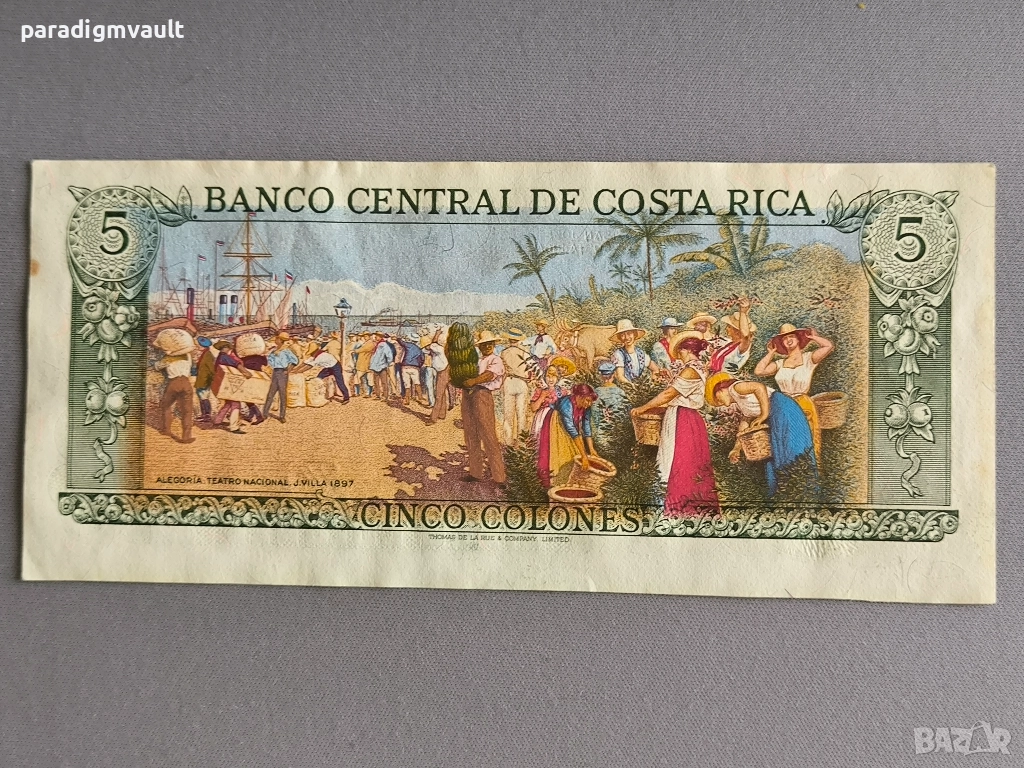 paradigmvault
BANCO CENTRAL DE COSTA RICA
5
5
ALEGORIA TEATRO NACIONAL. J. VILLA 1897
CINCO COLONES
THOMAS DE LA RUE & COMPANY, LIMITED
BAZAR